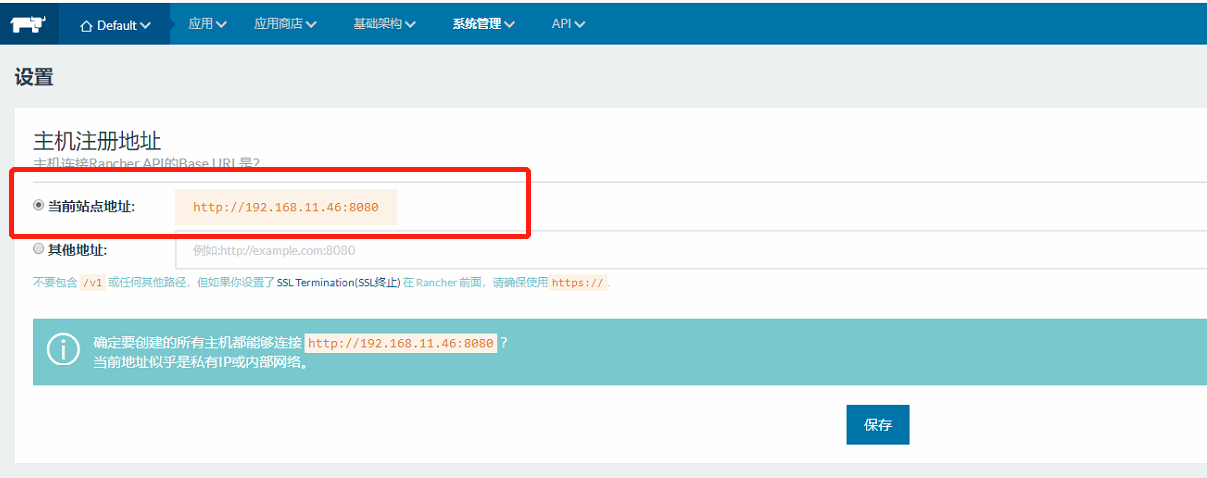 Default 应用 应用商店 基础架构 系统管理 API
设置
主机注册地址
主机连接Rancher API的Base URL是?
当前站点地址: http://192.168.11.46:8080
其他地址: 例如:http://example.com:8080
不要包含 /v1 或任何其他路径，但如果你设置了 SSL Termination(SSL终止) 在 Rancher 前面，请确保使用 https:// .
确定要创建的所有主机都能够连接 http://192.168.11.46:8080 ?
当前地址似乎是私有IP或内部网络。
保存